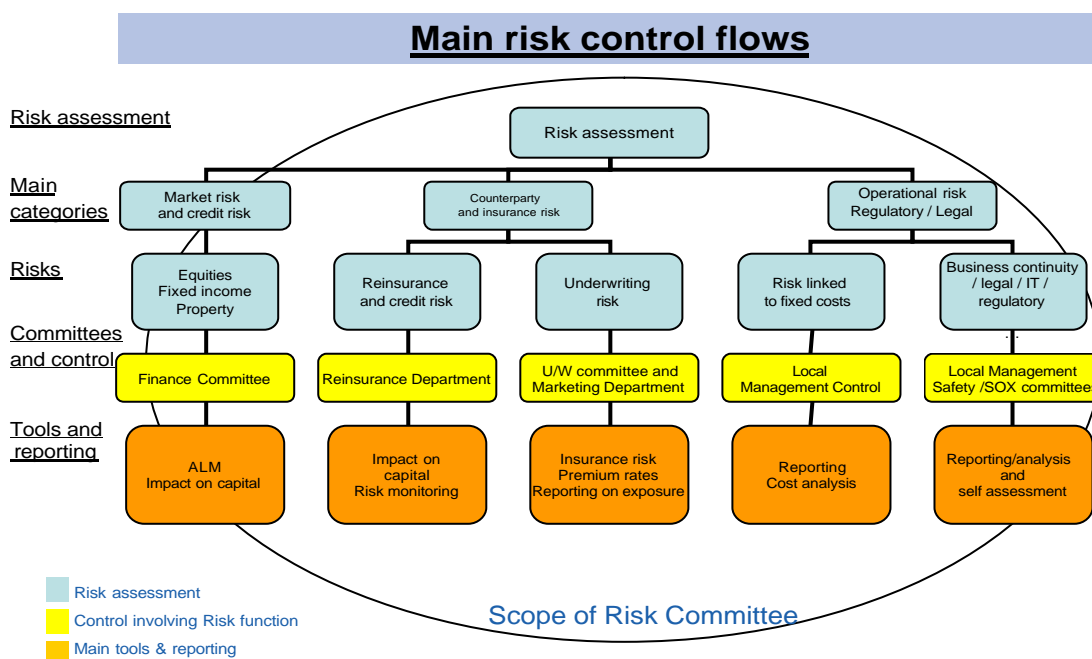 Main risk control flows
Risk assessment
Risk assessment
Main
categories
Market risk
and credit risk
Counterparty
and insurance risk
Operational risk
Regulatory / Legal
Risks
Equities
Fixed income
Property
Reinsurance
and credit risk
Underwriting
risk
Risk linked
to fixed costs
Business continuity
/ legal / IT /
regulatory
...
Committees
and control
Finance Committee
Reinsurance Department
U/W committee and
Marketing Department
Local
Management Control
Local Management
Safety /SOX committees
Tools and
reporting
ALM
Impact on capital
Impact on
capital
Risk monitoring
Insurance risk
Premium rates
Reporting on exposure
Reporting
Cost analysis
Reporting/analysis
and
self assessment
Risk assessment
Control involving Risk function
Main tools & reporting
Scope of Risk Committee